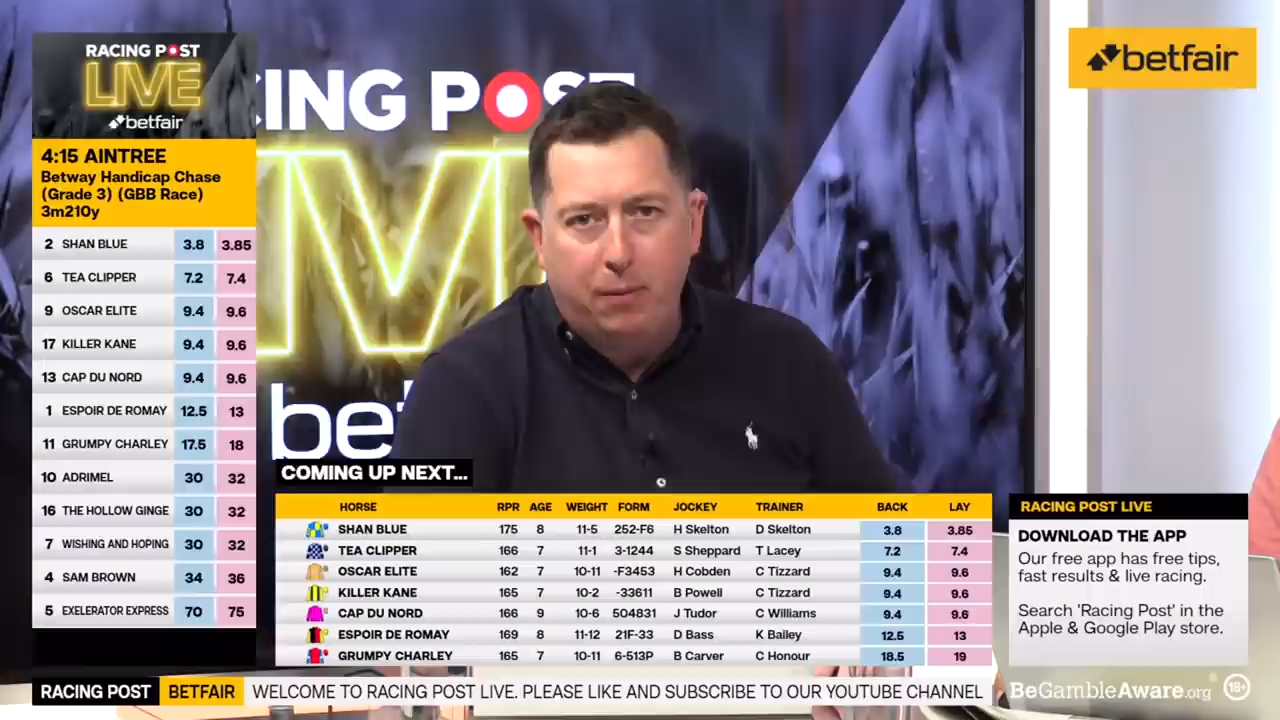 RACING POST
LIVE
betfair
4:15 AINTREE
Betway Handicap Chase
(Grade 3) (GBB Race)
3m210y
2 SHAN BLUE 3.8 3.85
6 TEA CLIPPER 7.2 7.4
9 OSCAR ELITE 9.4 9.6
17 KILLER KANE 9.4 9.6
13 CAP DU NORD 9.4 9.6
1 ESPOIR DE ROMAY 12.5 13
11 GRUMPY CHARLEY 17.5 18
10 ADRIMEL 30 32
16 THE HOLLOW GINGE 30 32
7 WISHING AND HOPING 30 32
4 SAM BROWN 34 36
5 EXELERATOR EXPRESS 70 75
CING POS
IV
bet
betfair
COMING UP NEXT...
HORSE RPR AGE WEIGHT FORM JOCKEY TRAINER BACK LAY
SHAN BLUE 175 8 11-5 252-F6 H Skelton D Skelton 3.8 3.85
TEA CLIPPER 166 7 11-1 3-1244 S Sheppard T Lacey 7.2 7.4
OSCAR ELITE 162 7 10-11 -F3453 H Cobden C Tizzard 9.4 9.6
KILLER KANE 165 7 10-2 -33611 B Powell C Tizzard 9.4 9.6
CAP DU NORD 166 9 10-6 504831 J Tudor C Williams 9.4 9.6
ESPOIR DE ROMAY 169 8 11-12 21F-33 D Bass K Bailey 12.5 13
GRUMPY CHARLEY 165 7 10-11 6-513P B Carver C Honour 18.5 19
RACING POST LIVE
DOWNLOAD THE APP
Our free app has free tips,
fast results & live racing.
Search 'Racing Post' in the
Apple & Google Play store.
RACING POST BETFAIR WELCOME TO RACING POST LIVE. PLEASE LIKE AND SUBSCRIBE TO OUR YOUTUBE CHANNEL
BeGambleAware.org 18+